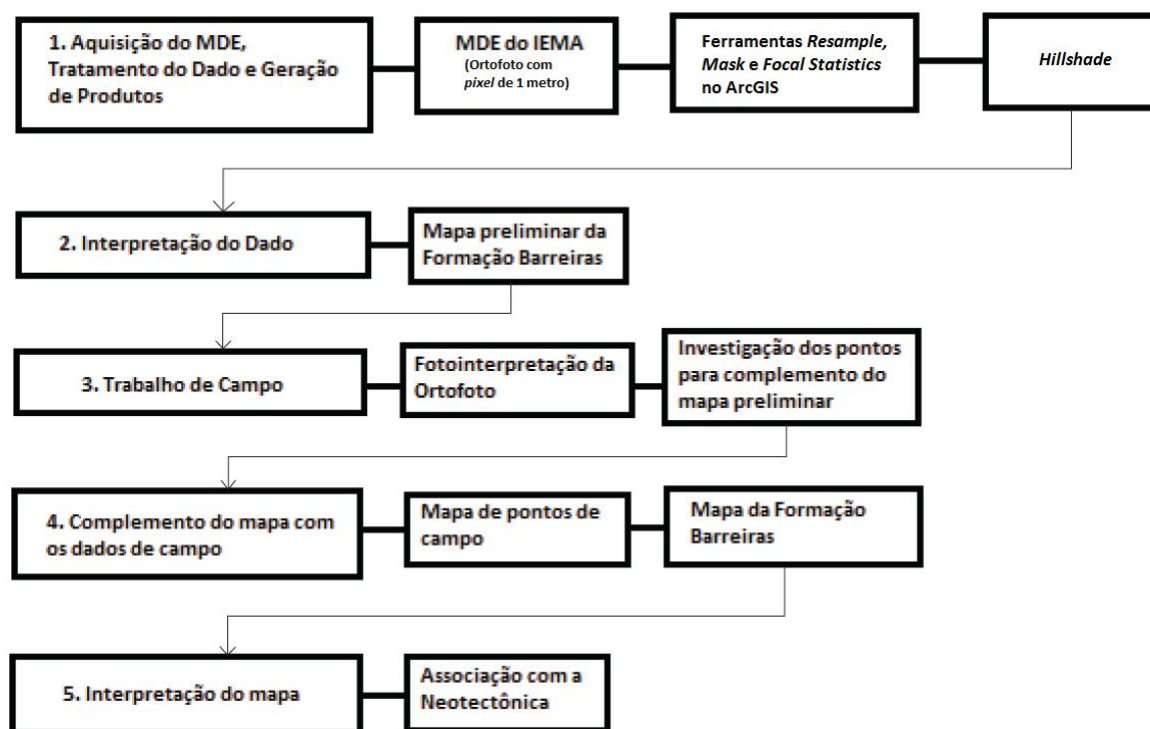 1. Aquisição do MDE,
Tratamento do Dado e Geração
de Produtos
MDE do IEMA
(Ortofoto com
pixel de 1 metro)
Ferramentas Resample,
Mask e Focal Statistics
no ArcGIS
Hillshade
2. Interpretação do Dado
Mapa preliminar da
Formação Barreiras
3. Trabalho de Campo
Fotointerpretação da
Ortofoto
Investigação dos pontos
para complemento do
mapa preliminar
4. Complemento do mapa com
os dados de campo
Mapa de pontos de
campo
Mapa da Formação
Barreiras
5. Interpretação do mapa
Associação com a
Neotectônica